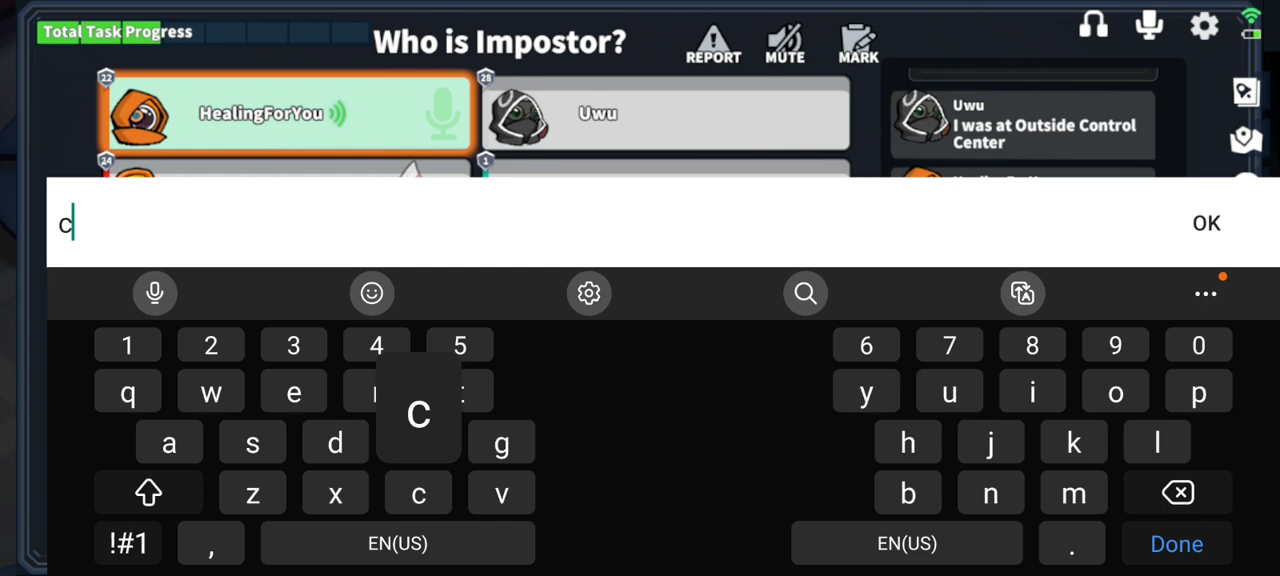 Total Task Progress
Who is Impostor?
REPORT
MUTE
MARK
22
HealingForYou
28
Uwu
Uwu
I was at Outside Control
Center
24
1
c
OK
1 2 3 4 5 6 7 8 9 0
q w e y u i o p
c
a s d g h j k l
z x c v b n m
!#1 , EN(US) EN(US) . Done